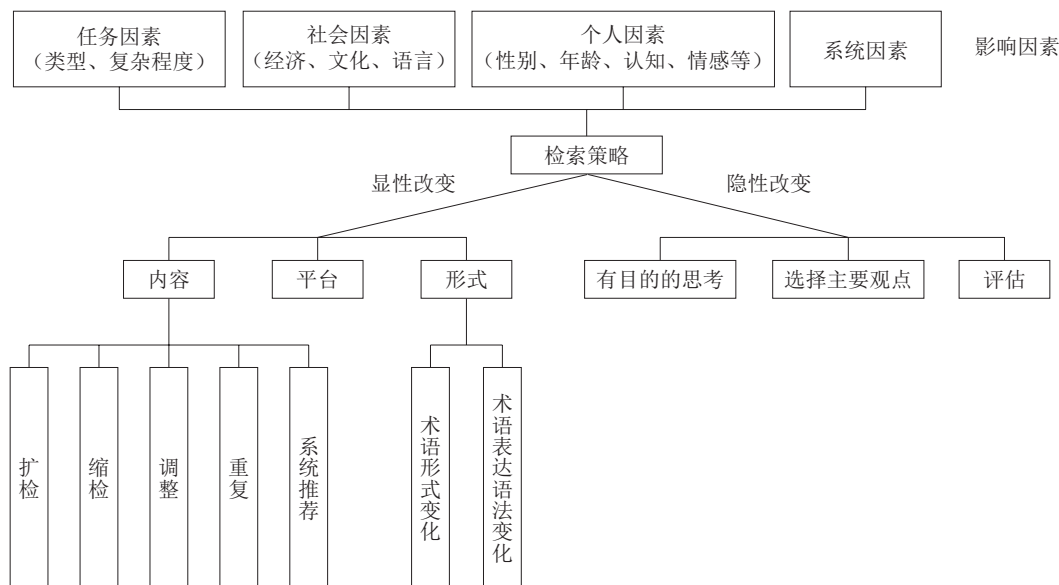 任务因素
（类型、复杂程度）
社会因素
（经济、文化、语言）
个人因素
（性别、年龄、认知、情感等）
系统因素
影响因素
检索策略
显性改变
隐性改变
内容
平台
形式
有目的的思考
选择主要观点
评估
扩检
缩检
调整
重复
系统推荐
术语形式变化
术语表达语法变化